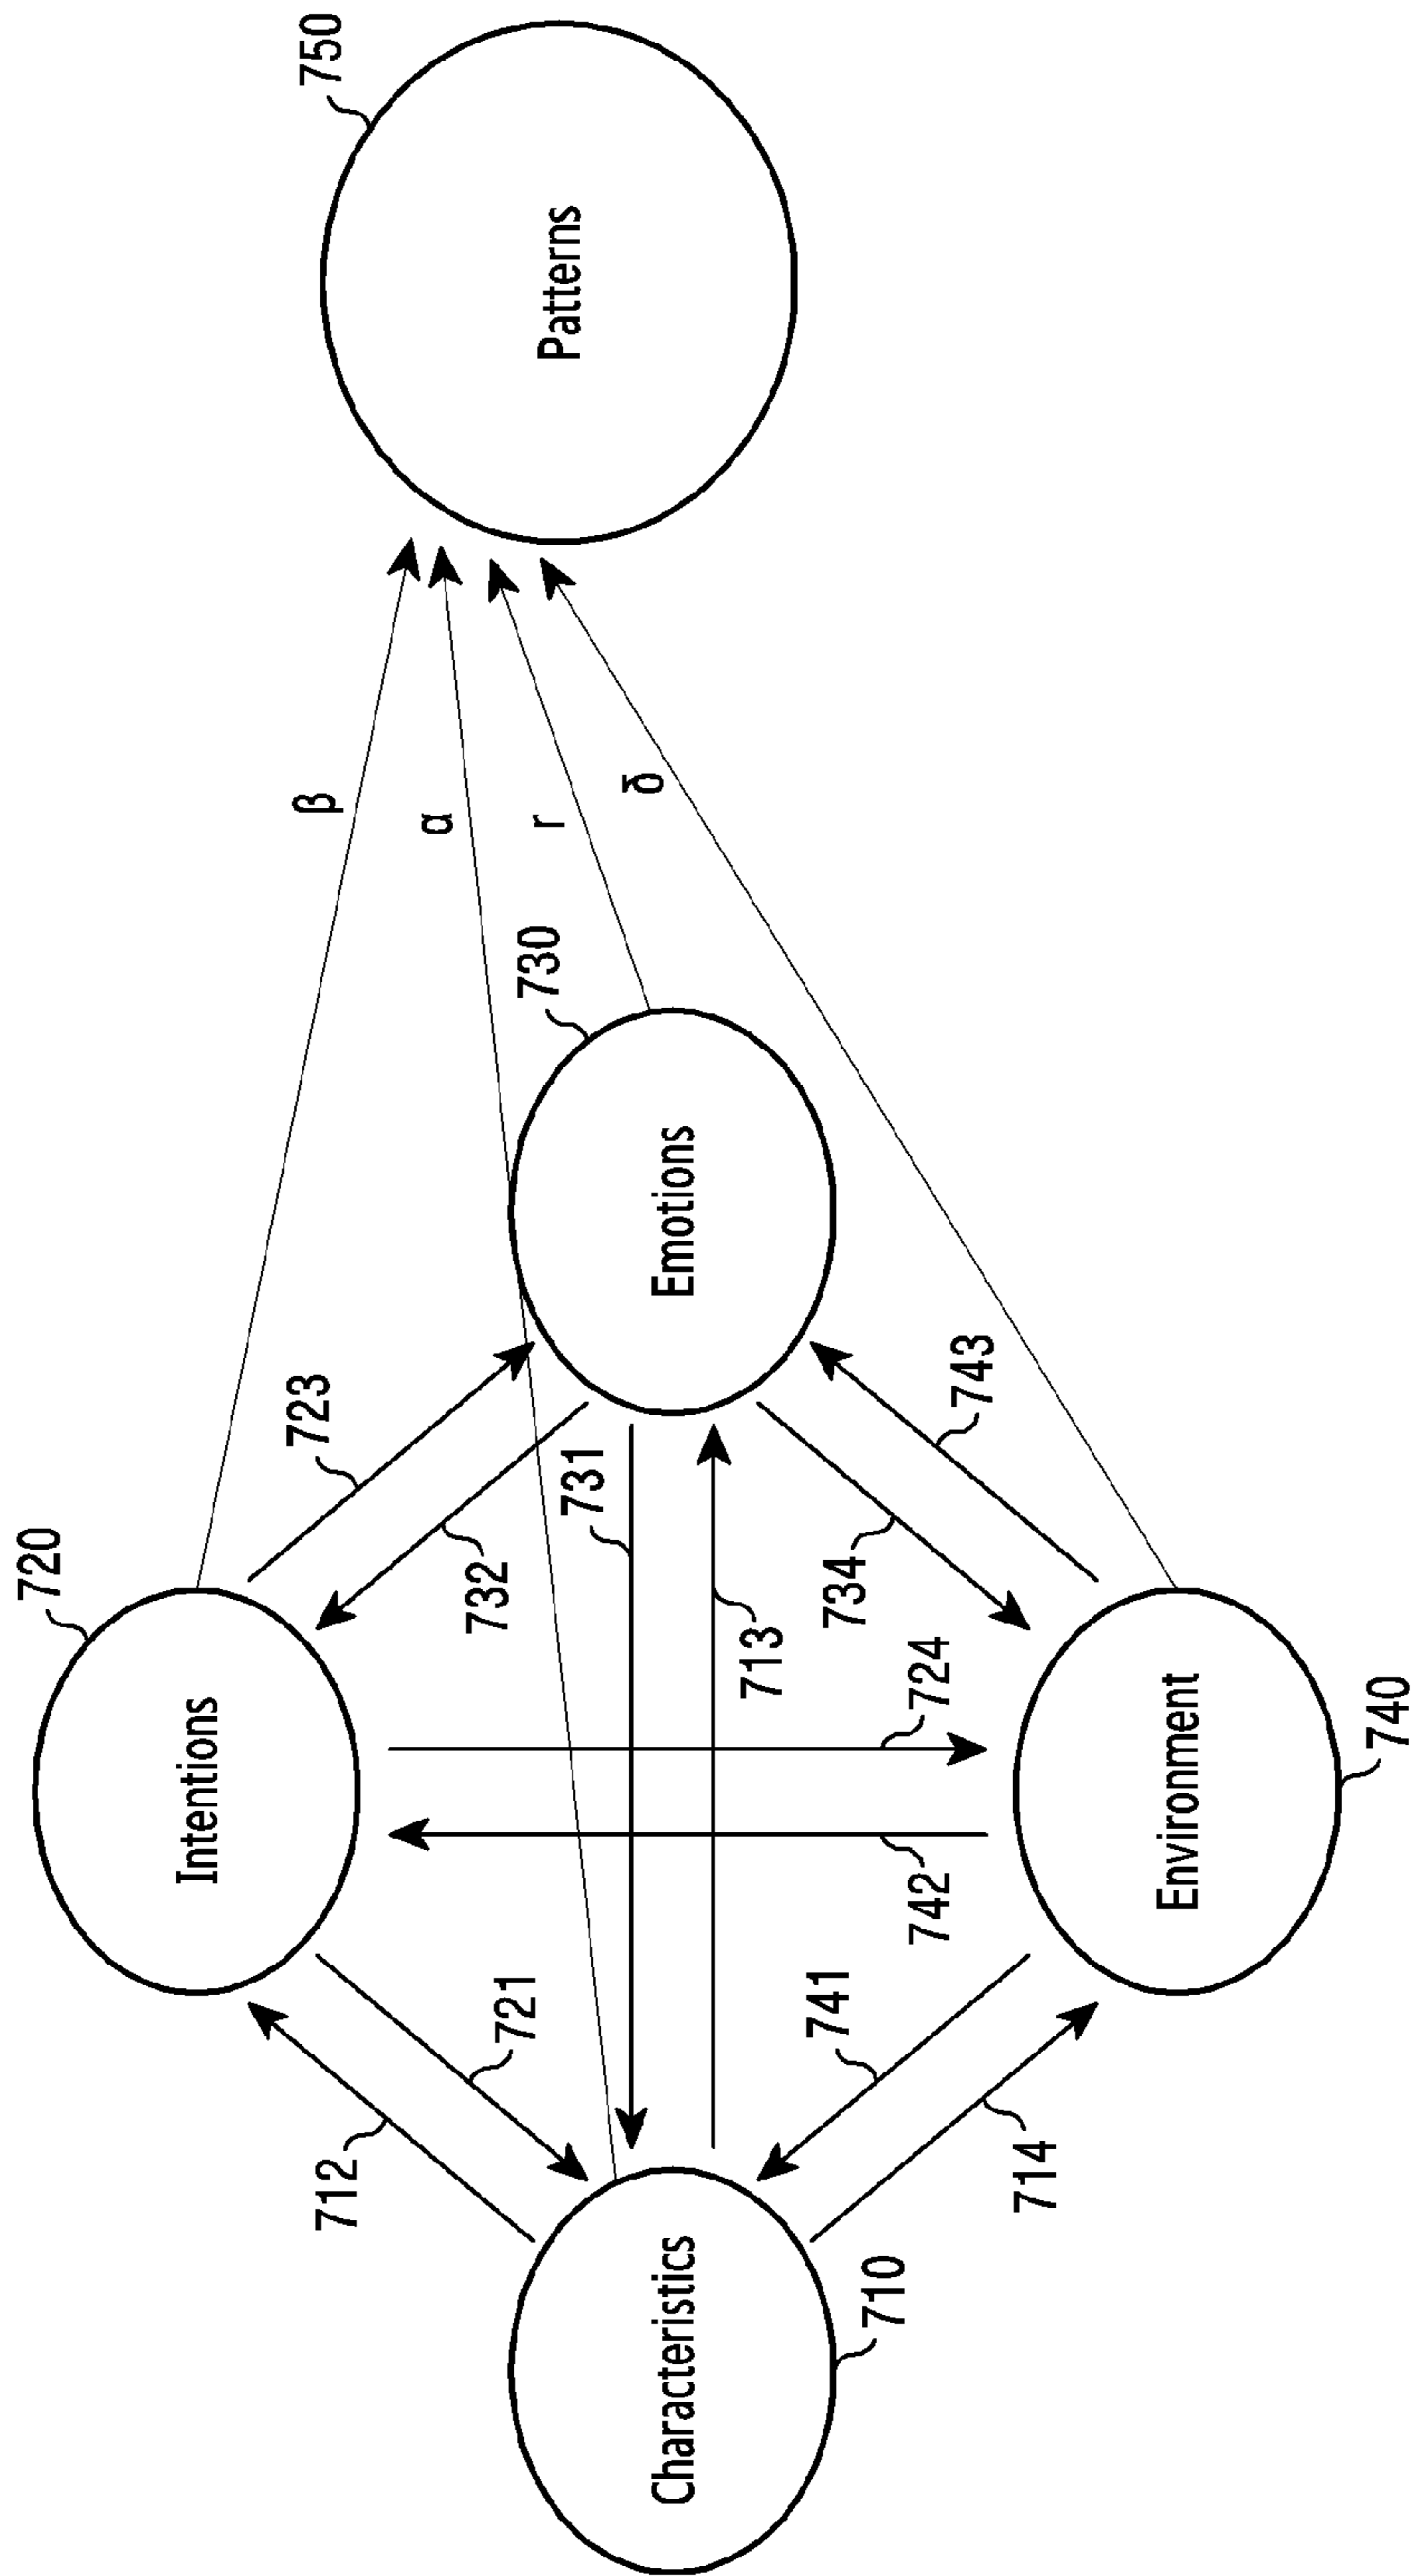 720
Intentions
712
721
723
732
β
750
Patterns
α
r
δ
730
Emotions
731
713
Characteristics
710
742
724
734
743
741
714
Environment
740